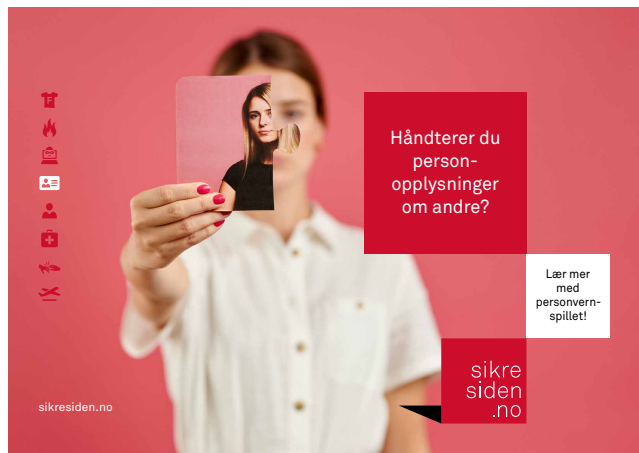 Håndterer du
person-
opplysninger
om andre?
Lær mer
med
personvern-
spillet!
sikre
siden
.no
sikresiden.no